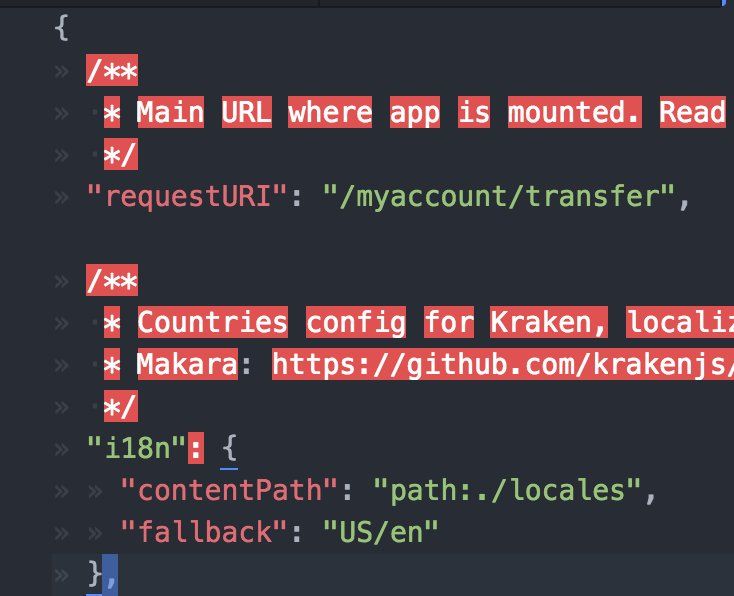 {
/**
* Main URL where app is mounted. Read
*/
"requestURI": "/myaccount/transfer",
/**
* Countries config for Kraken, localiz
* Makara: https://github.com/krakenjs/
*/
"i18n": {
"contentPath": "path:./locales",
"fallback": "US/en"
},